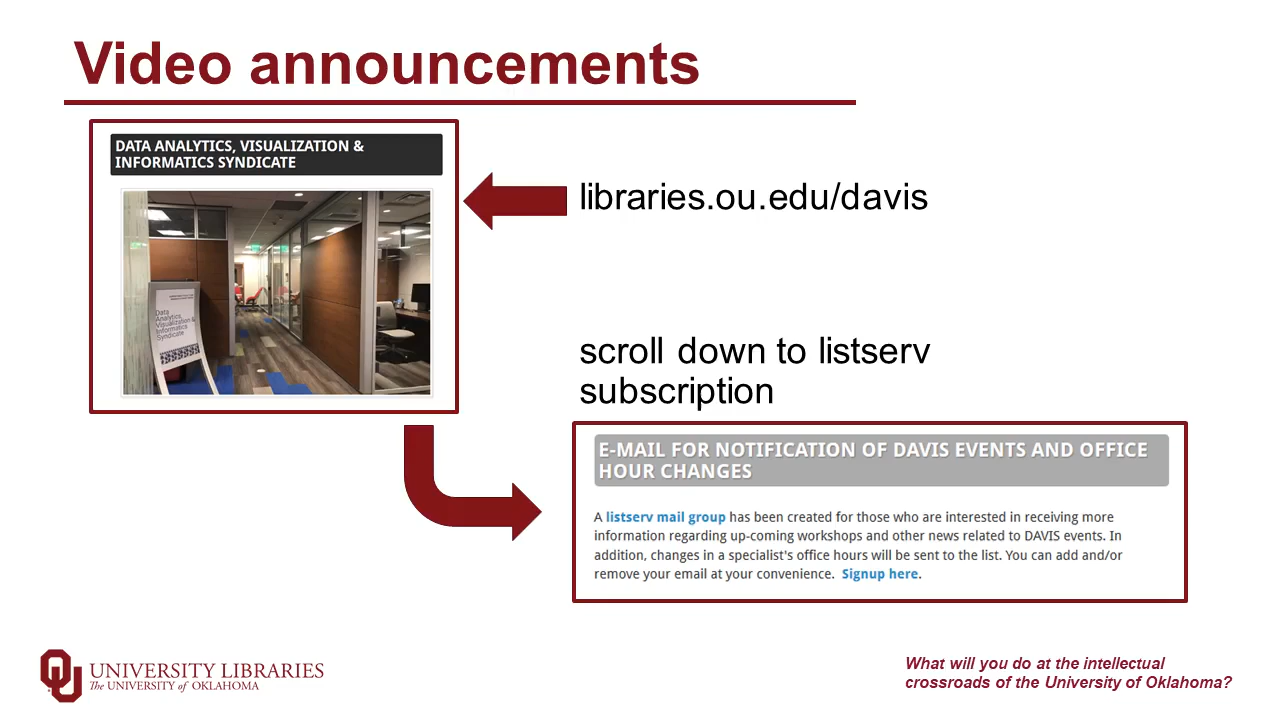 Video announcements
DATA ANALYTICS, VISUALIZATION &
INFORMATICS SYNDICATE
libraries.ou.edu/davis
Data
Analytics,
Visualization &
Informatics
Syndicate
scroll down to listserv
subscription
E-MAIL FOR NOTIFICATION OF DAVIS EVENTS AND OFFICE
HOUR CHANGES
A listserv mail group has been created for those who are interested in receiving more
information regarding up-coming workshops and other news related to DAVIS events. In
addition, changes in a specialist's office hours will be sent to the list. You can add and/or
remove your email at your convenience. Signup here.
OU
UNIVERSITY LIBRARIES
The UNIVERSITY of OKLAHOMA
What will you do at the intellectual
crossroads of the University of Oklahoma?